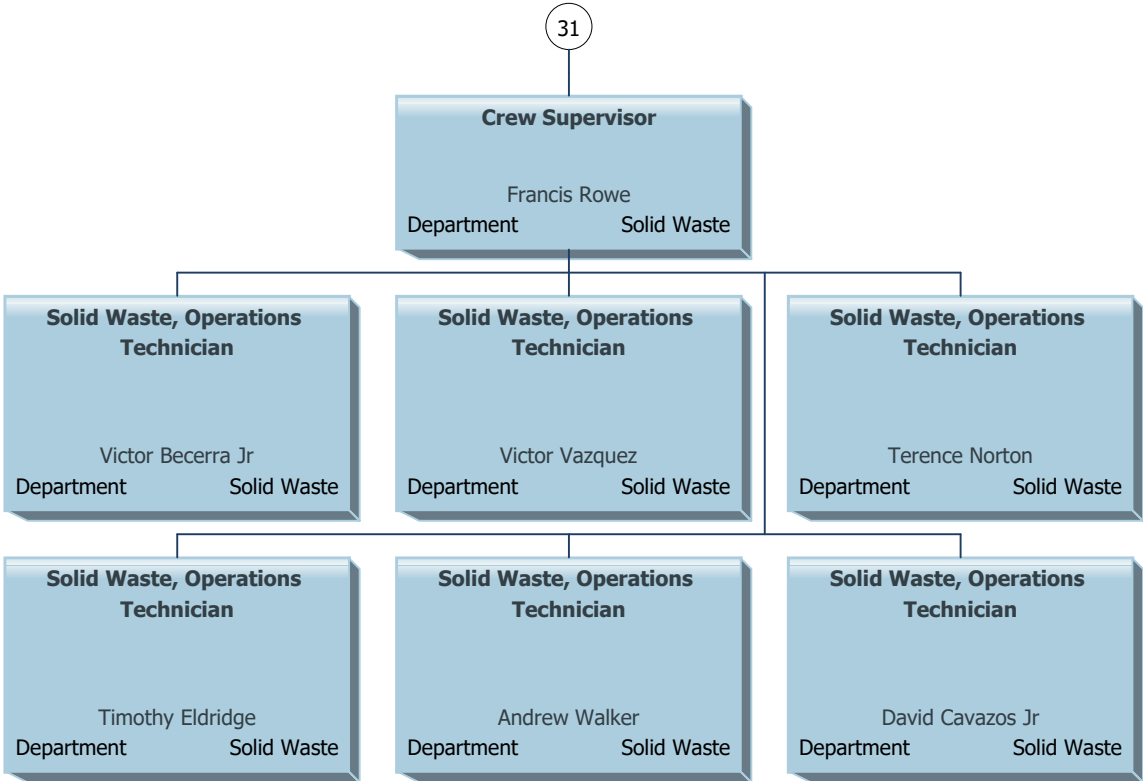 31
Crew Supervisor
Francis Rowe
Department Solid Waste
Solid Waste, Operations
Technician
Victor Becerra Jr
Department Solid Waste
Solid Waste, Operations
Technician
Victor Vazquez
Department Solid Waste
Solid Waste, Operations
Technician
Terence Norton
Department Solid Waste
Solid Waste, Operations
Technician
Timothy Eldridge
Department Solid Waste
Solid Waste, Operations
Technician
Andrew Walker
Department Solid Waste
Solid Waste, Operations
Technician
David Cavazos Jr
Department Solid Waste